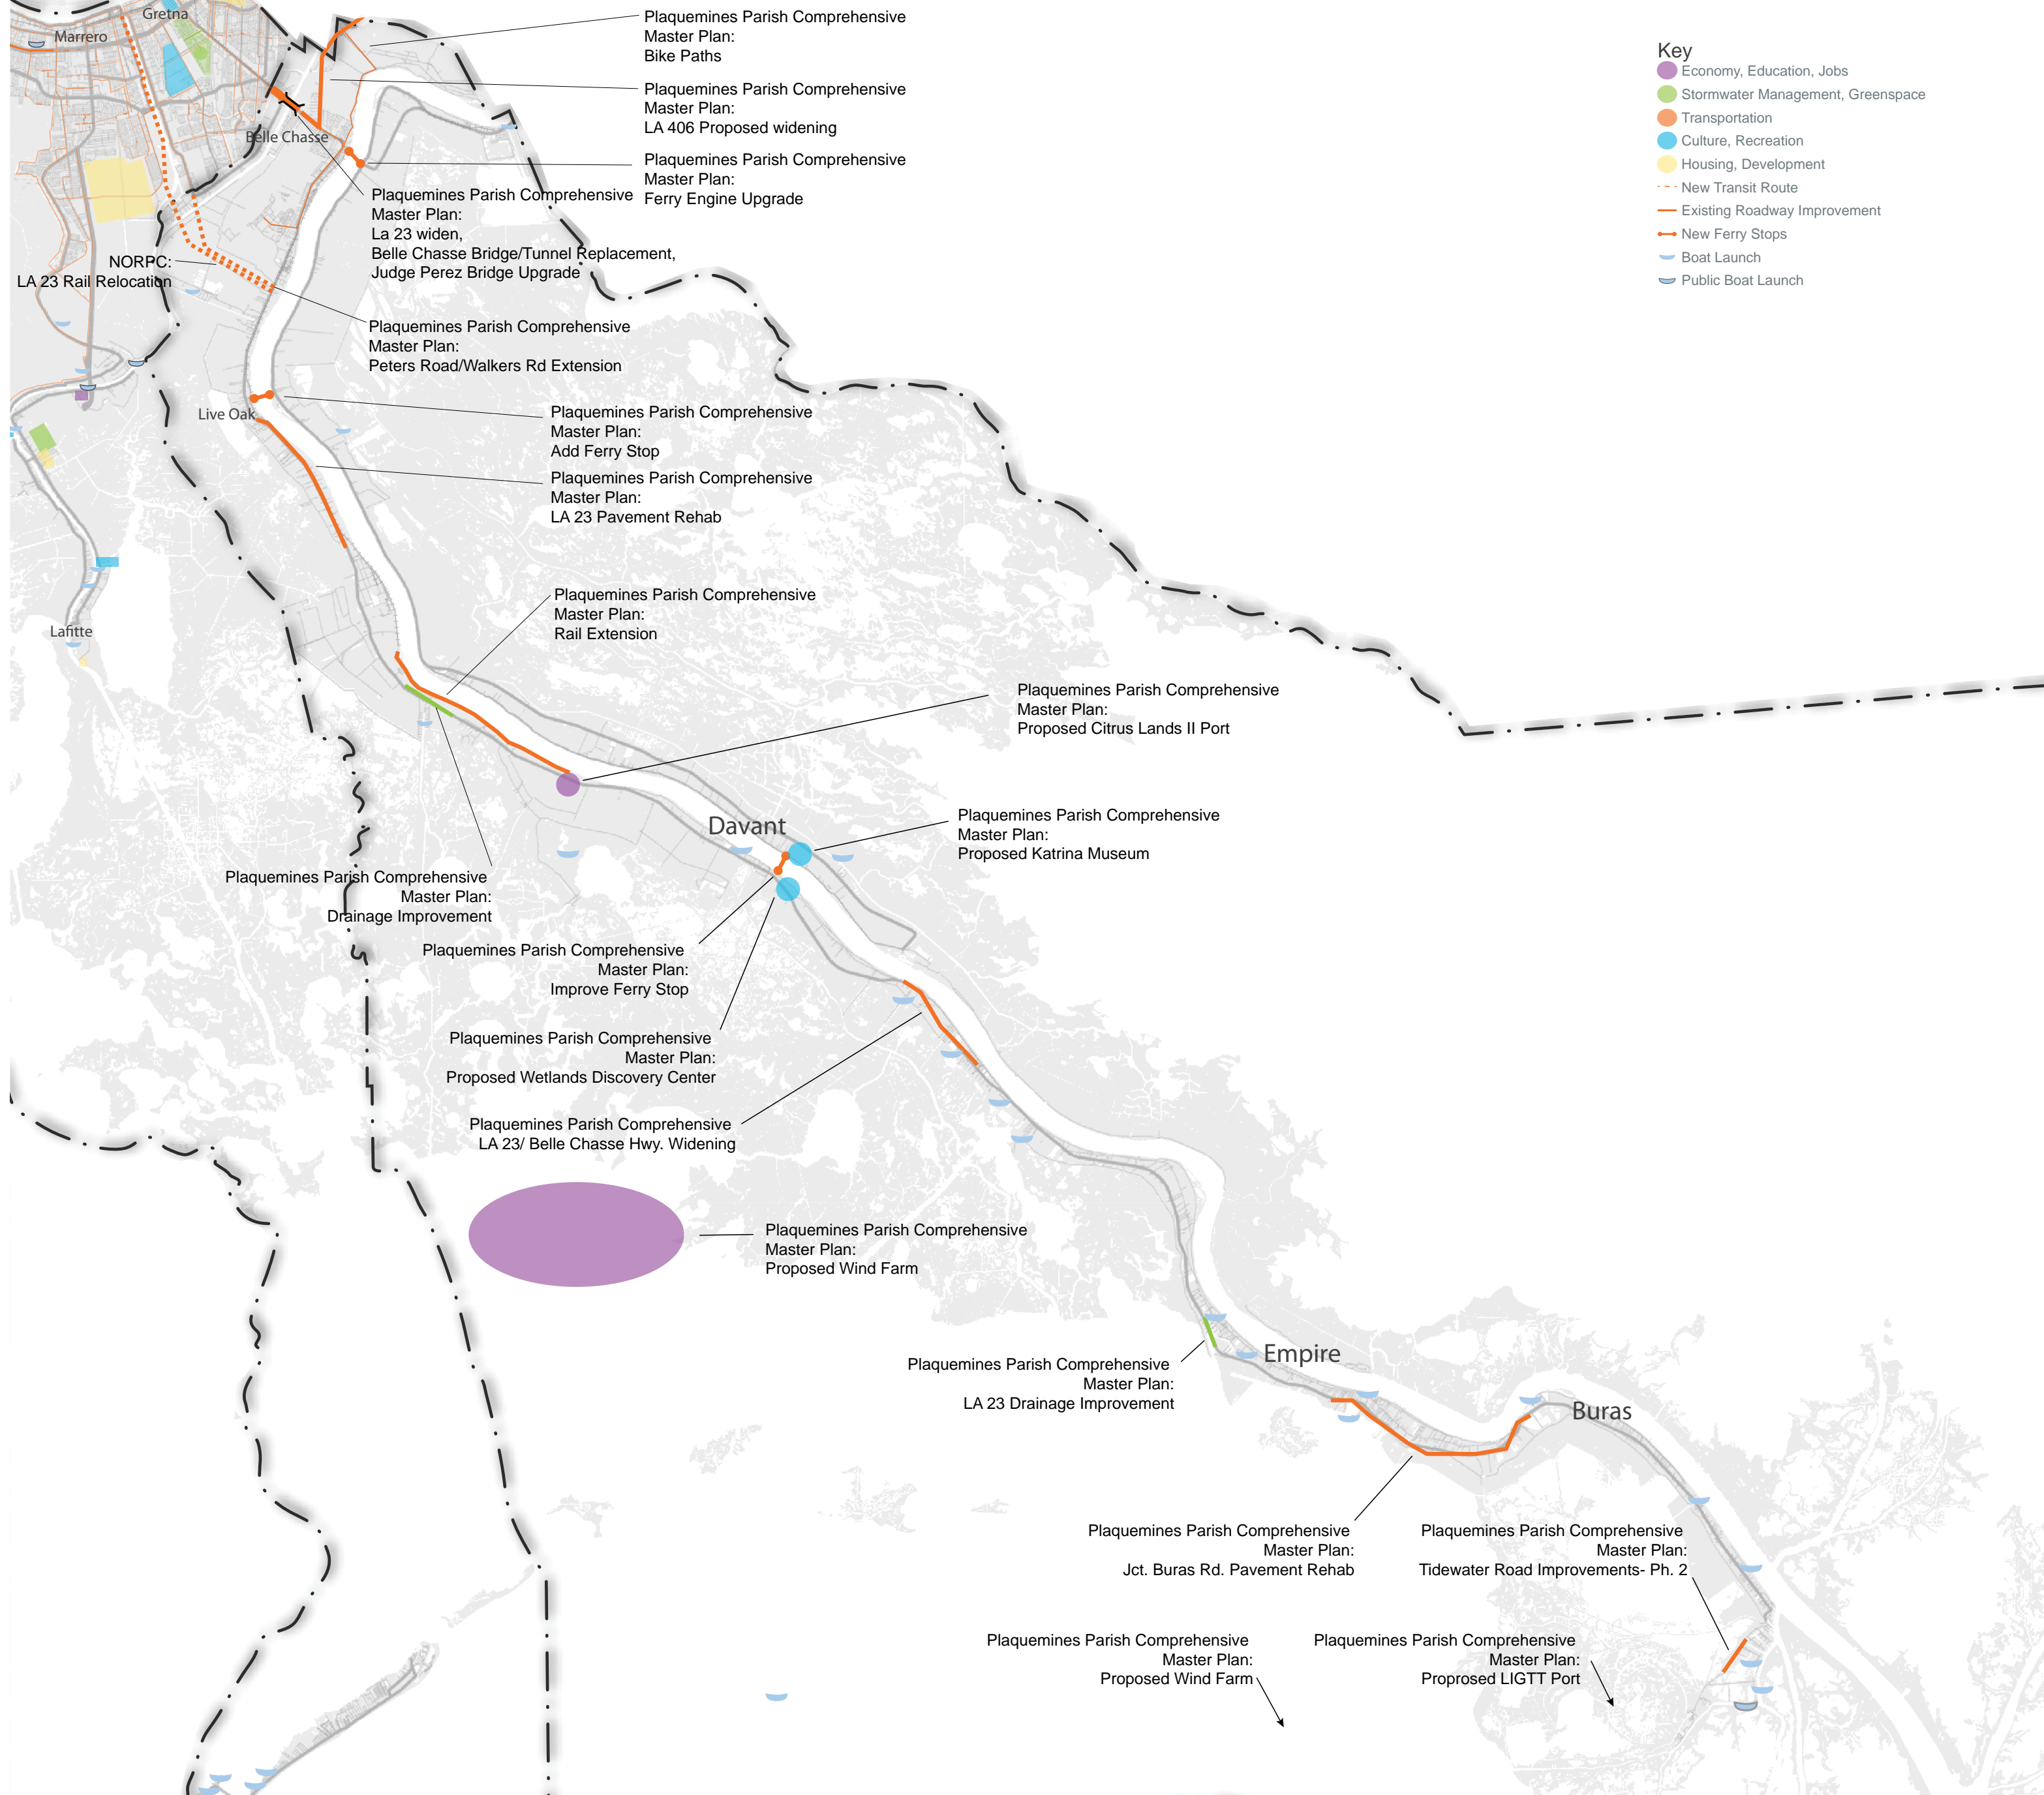 Gretna
Marrero
Belle Chasse
Live Oak
Lafitte
Davant
Empire
Buras
Plaquemines Parish Comprehensive
Master Plan:
Bike Paths
Plaquemines Parish Comprehensive
Master Plan:
LA 406 Proposed widening
Plaquemines Parish Comprehensive
Master Plan:
Ferry Engine Upgrade
Plaquemines Parish Comprehensive
Master Plan:
La 23 widen,
Belle Chasse Bridge/Tunnel Replacement,
Judge Perez Bridge Upgrade
NORPC:
LA 23 Rail Relocation
Plaquemines Parish Comprehensive
Master Plan:
Peters Road/Walkers Rd Extension
Plaquemines Parish Comprehensive
Master Plan:
Add Ferry Stop
Plaquemines Parish Comprehensive
Master Plan:
LA 23 Pavement Rehab
Plaquemines Parish Comprehensive
Master Plan:
Rail Extension
Plaquemines Parish Comprehensive
Master Plan:
Proposed Citrus Lands II Port
Plaquemines Parish Comprehensive
Master Plan:
Proposed Katrina Museum
Plaquemines Parish Comprehensive
Master Plan:
Drainage Improvement
Plaquemines Parish Comprehensive
Master Plan:
Improve Ferry Stop
Plaquemines Parish Comprehensive
Master Plan:
Proposed Wetlands Discovery Center
Plaquemines Parish Comprehensive
LA 23/ Belle Chasse Hwy. Widening
Plaquemines Parish Comprehensive
Master Plan:
Proposed Wind Farm
Plaquemines Parish Comprehensive
Master Plan:
LA 23 Drainage Improvement
Plaquemines Parish Comprehensive
Master Plan:
Jct. Buras Rd. Pavement Rehab
Plaquemines Parish Comprehensive
Master Plan:
Tidewater Road Improvements- Ph. 2
Plaquemines Parish Comprehensive
Master Plan:
Proposed Wind Farm
Plaquemines Parish Comprehensive
Master Plan:
Proprosed LIGTT Port
Key
Economy, Education, Jobs
Stormwater Management, Greenspace
Transportation
Culture, Recreation
Housing, Development
New Transit Route
Existing Roadway Improvement
New Ferry Stops
Boat Launch
Public Boat Launch